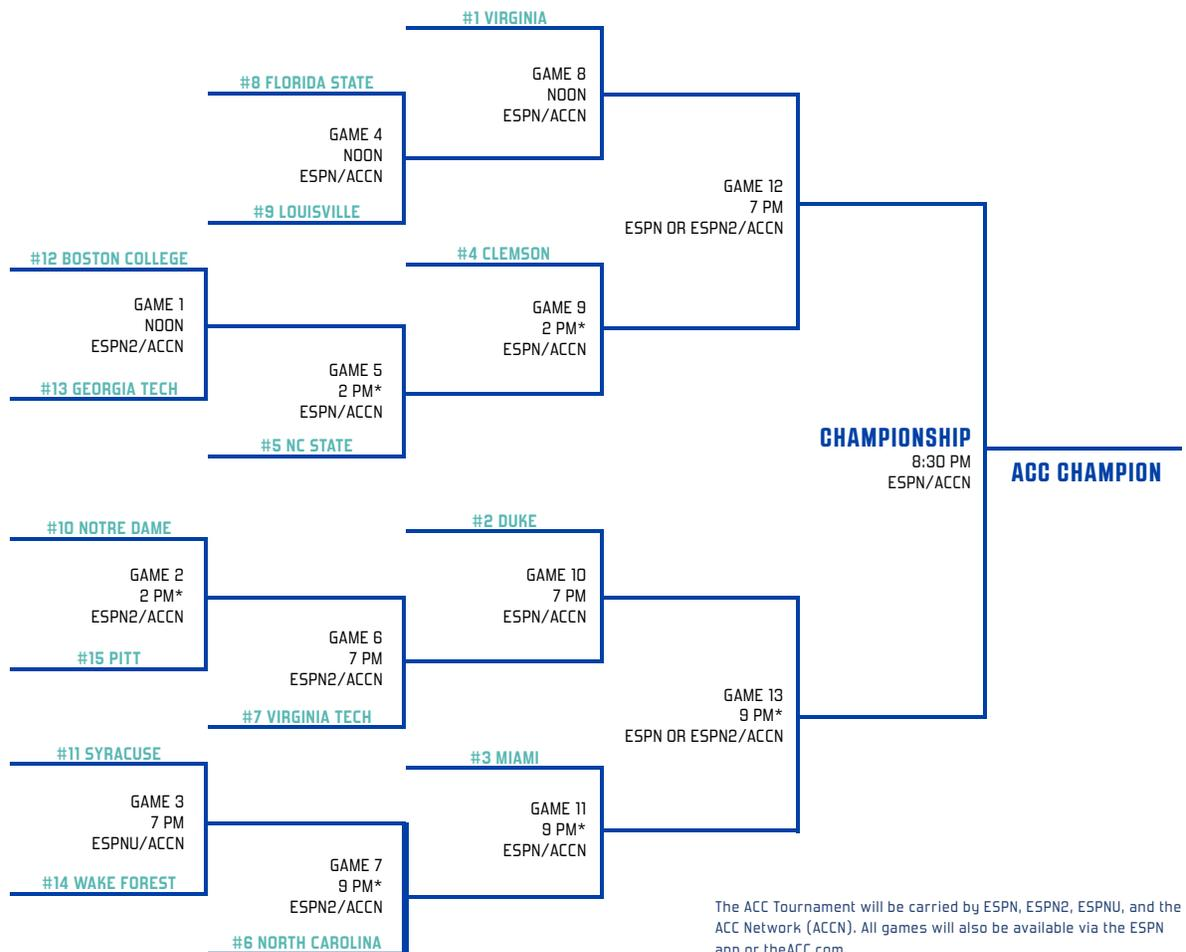 #1 VIRGINIA
GAME 8
NOON
ESPN/ACCN
#8 FLORIDA STATE
GAME 4
NOON
ESPN/ACCN
#9 LOUISVILLE
GAME 12
7 PM
ESPN OR ESPN2/ACCN
#12 BOSTON COLLEGE
GAME 1
NOON
ESPN2/ACCN
#13 GEORGIA TECH
#4 CLEMSON
GAME 9
2 PM*
ESPN/ACCN
GAME 5
2 PM*
ESPN/ACCN
#5 NC STATE
CHAMPIONSHIP
8:30 PM
ESPN/ACCN
ACC CHAMPION
#10 NOTRE DAME
GAME 2
2 PM*
ESPN2/ACCN
#15 PITT
#2 DUKE
GAME 10
7 PM
ESPN/ACCN
GAME 6
7 PM
ESPN2/ACCN
#7 VIRGINIA TECH
GAME 13
9 PM*
ESPN OR ESPN2/ACCN
#11 SYRACUSE
GAME 3
7 PM
ESPNU/ACCN
#14 WAKE FOREST
#3 MIAMI
GAME 11
9 PM*
ESPN/ACCN
GAME 7
9 PM*
ESPN2/ACCN
#6 NORTH CAROLINA
The ACC Tournament will be carried by ESPN, ESPN2, ESPNU, and the
ACC Network (ACCN). All games will also be available via the ESPN
app or theACC.com